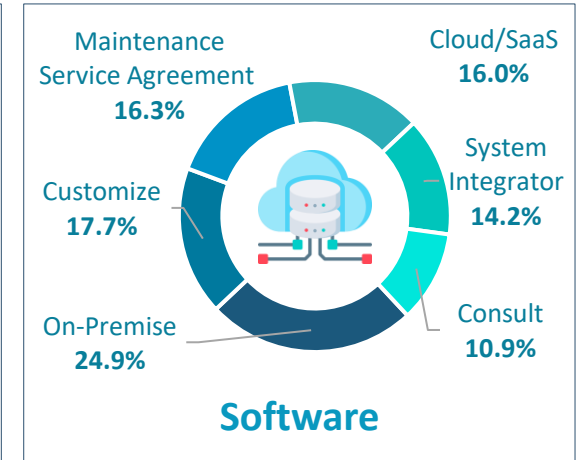 Maintenance
Service Agreement
16.3%
Cloud/SaaS
16.0%
System
Integrator
14.2%
Customize
17.7%
On-Premise
24.9%
Consult
10.9%
Software